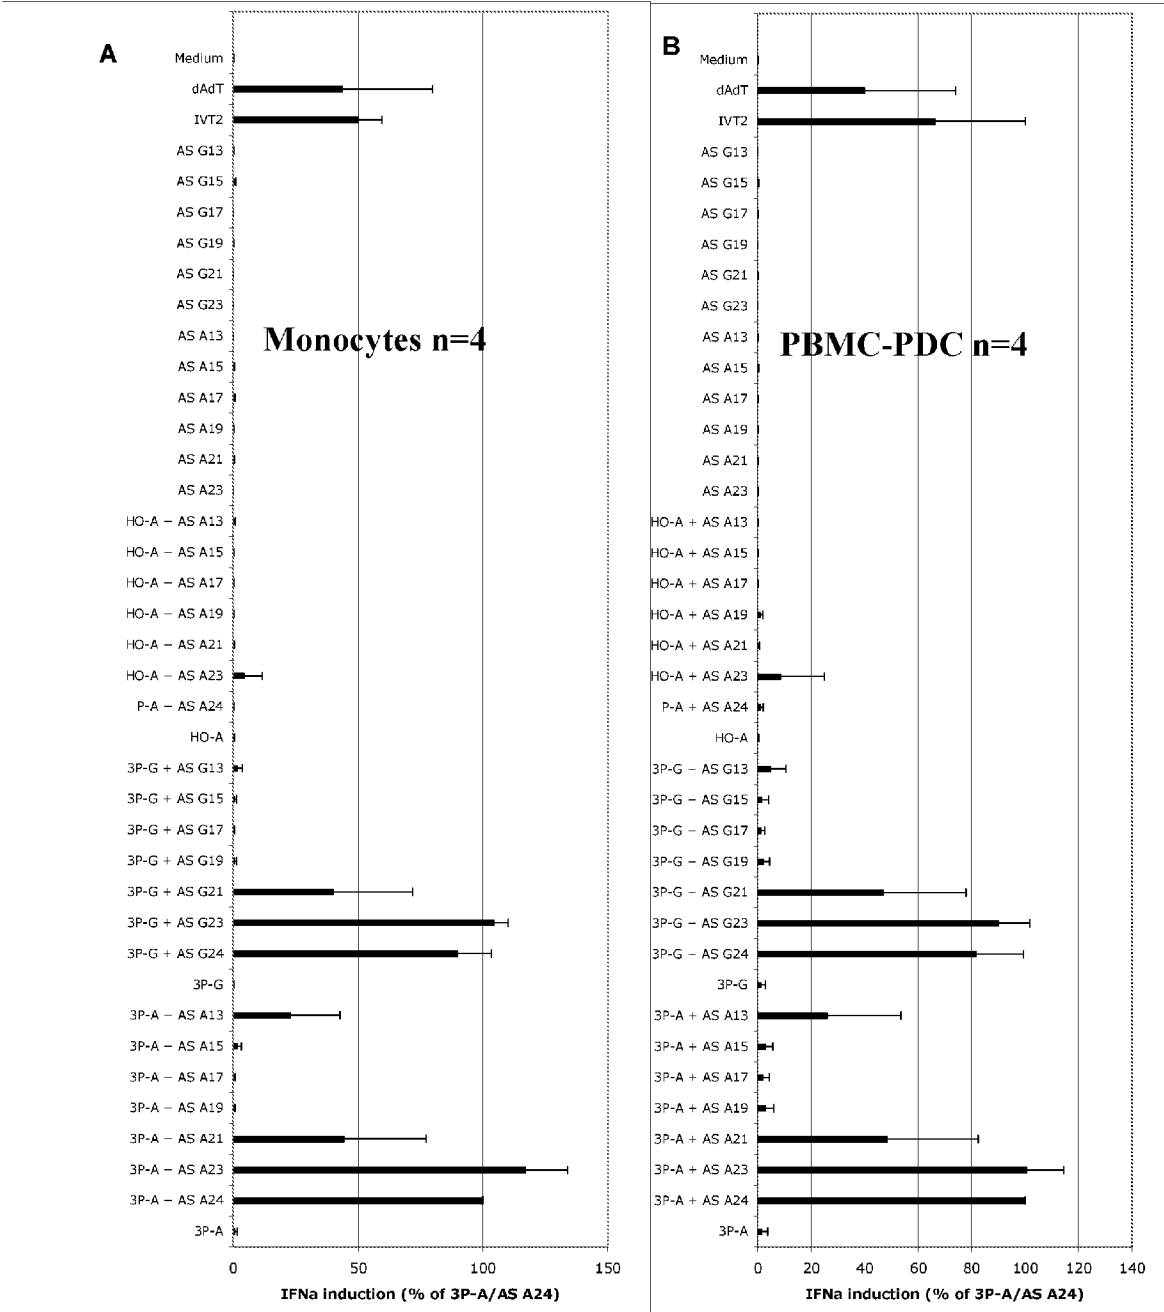 A
Medium
dAdT
IVT2
AS G13
AS G15
AS G17
AS G19
AS G21
AS G23
AS A13
AS A15
AS A17
AS A19
AS A21
AS A23
HO-A − AS A13
HO-A − AS A15
HO-A − AS A17
HO-A − AS A19
HO-A − AS A21
HO-A − AS A23
P-A − AS A24
HO-A
3P-G + AS G13
3P-G + AS G15
3P-G + AS G17
3P-G + AS G19
3P-G + AS G21
3P-G + AS G23
3P-G + AS G24
3P-G
3P-A − AS A13
3P-A − AS A15
3P-A − AS A17
3P-A − AS A19
3P-A − AS A21
3P-A − AS A23
3P-A − AS A24
3P-A
Monocytes n=4
0 50 100 150
IFNa induction (% of 3P-A/AS A24)
B
Medium
dAdT
IVT2
AS G13
AS G15
AS G17
AS G19
AS G21
AS G23
AS A13
AS A15
AS A17
AS A19
AS A21
AS A23
HO-A + AS A13
HO-A + AS A15
HO-A + AS A17
HO-A + AS A19
HO-A + AS A21
HO-A + AS A23
P-A + AS A24
HO-A
3P-G − AS G13
3P-G − AS G15
3P-G − AS G17
3P-G − AS G19
3P-G − AS G21
3P-G − AS G23
3P-G − AS G24
3P-G
3P-A + AS A13
3P-A + AS A15
3P-A + AS A17
3P-A + AS A19
3P-A + AS A21
3P-A + AS A23
3P-A + AS A24
3P-A
PBMC-PDC n=4
0 20 40 60 80 100 120 140
IFNa induction (% of 3P-A/AS A24)